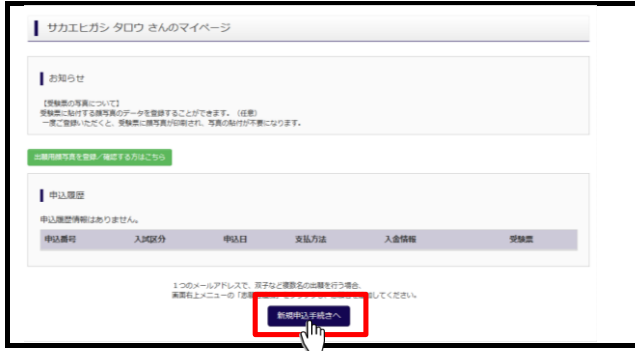 サカエヒガシ タロウ さんのマイページ
お知らせ
【受験票の写真について】
受験票に貼付する顔写真のデータを登録することができます。（任意）
一度ご登録いただくと、受験票に顔写真が印刷され、写真の貼付が不要になります。
出願用顔写真を登録／確認する方はこちら
申込履歴
申込履歴情報はありません。
申込番号 入試区分 申込日 支払方法 入金情報 受験票
1つのメールアドレスで、双子など複数名の出願を行う場合、
画面右上メニューの「志願 してください。
新規申込手続きへ